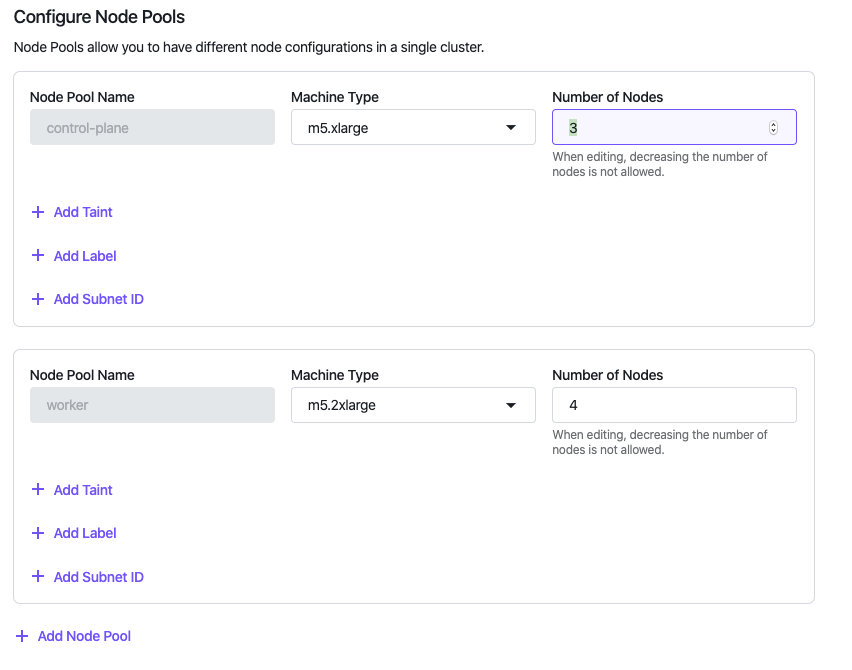 Configure Node Pools
Node Pools allow you to have different node configurations in a single cluster.
Node Pool Name
Machine Type
Number of Nodes
control-plane
m5.xlarge
3
When editing, decreasing the number of
nodes is not allowed.
+ Add Taint
+ Add Label
+ Add Subnet ID
Node Pool Name
Machine Type
Number of Nodes
worker
m5.2xlarge
4
When editing, decreasing the number of
nodes is not allowed.
+ Add Taint
+ Add Label
+ Add Subnet ID
+ Add Node Pool